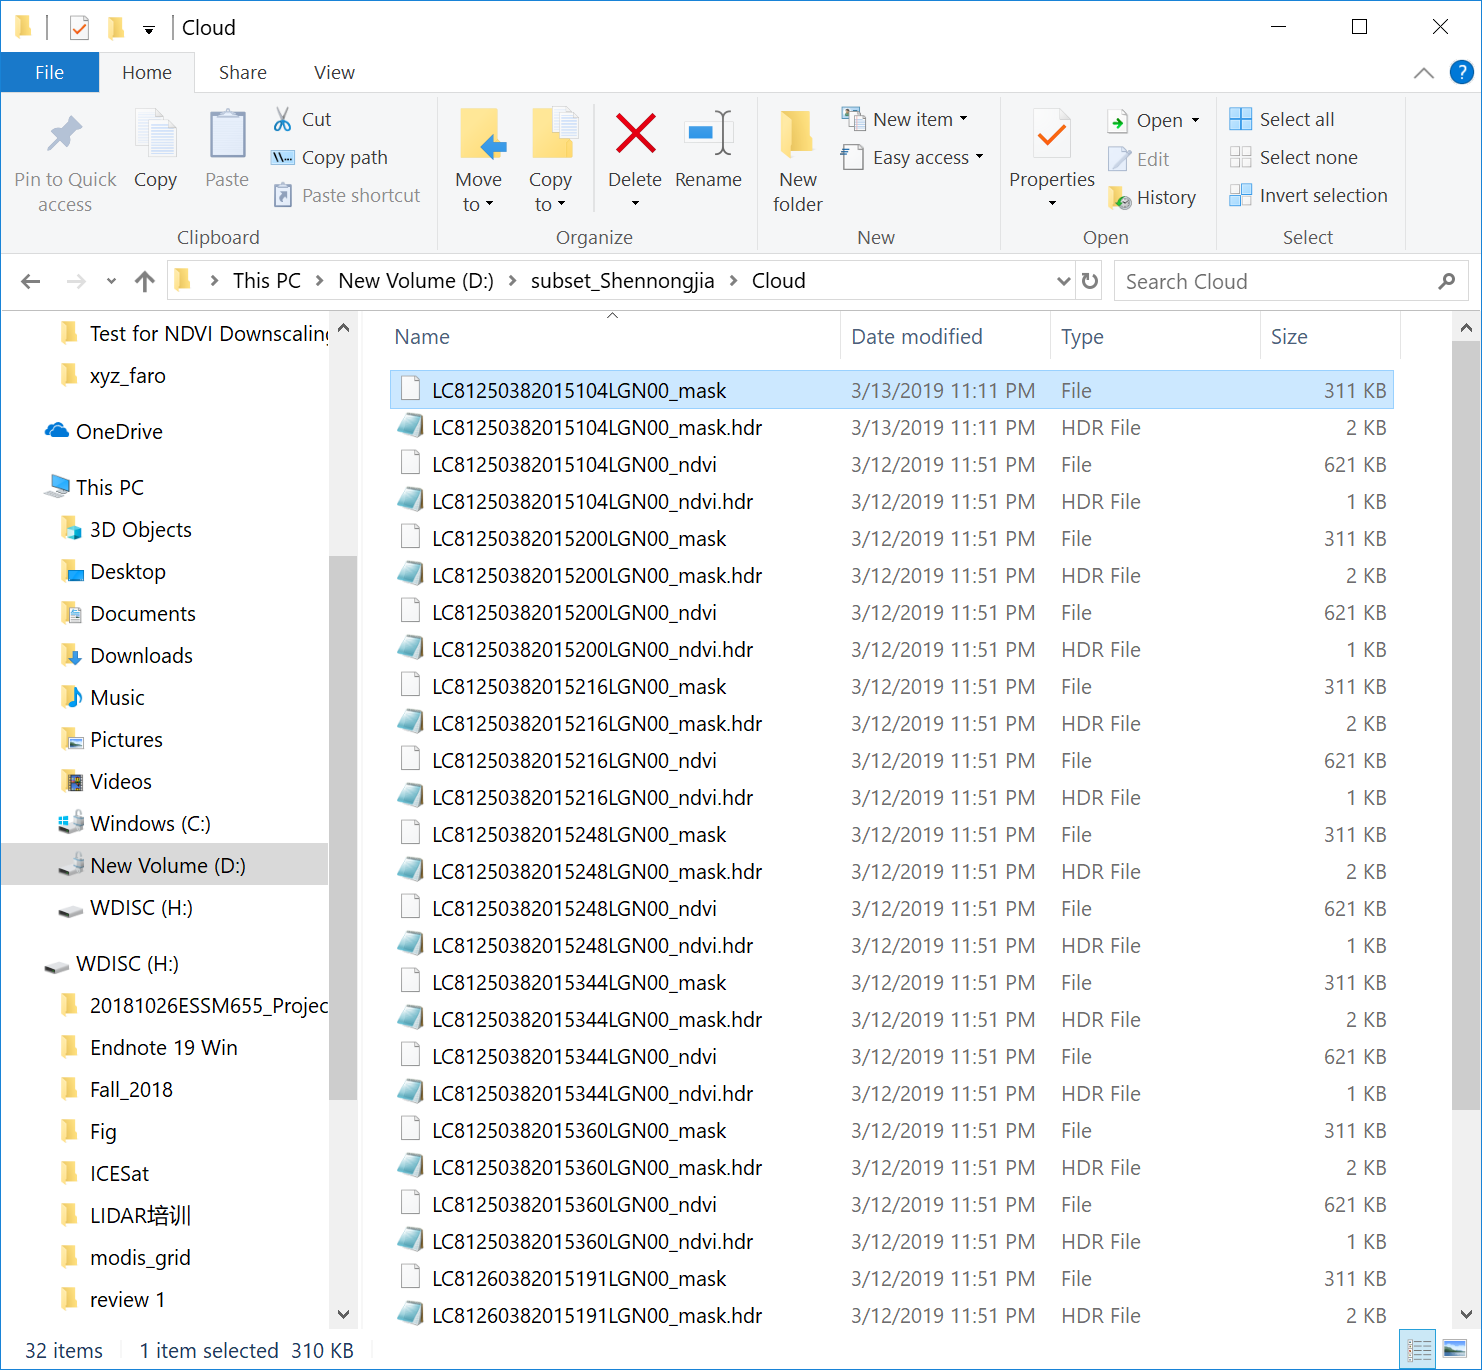 Cloud
File Home Share View
Pin to Quick access
Copy
Paste
Cut
Copy path
Paste shortcut
Clipboard
Move to
Copy to
Delete
Rename
Organize
New folder
New item
Easy access
New
Properties
Open
Edit
History
Open
Select all
Select none
Invert selection
Select
This PC New Volume (D:) subset_Shennongjia Cloud
Search Cloud
Test for NDVI Downscaling
xyz_faro
OneDrive
This PC
3D Objects
Desktop
Documents
Downloads
Music
Pictures
Videos
Windows (C:)
New Volume (D:)
WDISC (H:)
WDISC (H:)
20181026ESSM655_Projec
Endnote 19 Win
Fall_2018
Fig
ICESat
LIDAR培训
modis_grid
review 1
Name Date modified Type Size
LC81250382015104LGN00_mask 3/13/2019 11:11 PM File 311 KB
LC81250382015104LGN00_mask.hdr 3/13/2019 11:11 PM HDR File 2 KB
LC81250382015104LGN00_ndvi 3/12/2019 11:51 PM File 621 KB
LC81250382015104LGN00_ndvi.hdr 3/12/2019 11:51 PM HDR File 1 KB
LC81250382015200LGN00_mask 3/12/2019 11:51 PM File 311 KB
LC81250382015200LGN00_mask.hdr 3/12/2019 11:51 PM HDR File 2 KB
LC81250382015200LGN00_ndvi 3/12/2019 11:51 PM File 621 KB
LC81250382015200LGN00_ndvi.hdr 3/12/2019 11:51 PM HDR File 1 KB
LC81250382015216LGN00_mask 3/12/2019 11:51 PM File 311 KB
LC81250382015216LGN00_mask.hdr 3/12/2019 11:51 PM HDR File 2 KB
LC81250382015216LGN00_ndvi 3/12/2019 11:51 PM File 621 KB
LC81250382015216LGN00_ndvi.hdr 3/12/2019 11:51 PM HDR File 1 KB
LC81250382015248LGN00_mask 3/12/2019 11:51 PM File 311 KB
LC81250382015248LGN00_mask.hdr 3/12/2019 11:51 PM HDR File 2 KB
LC81250382015248LGN00_ndvi 3/12/2019 11:51 PM File 621 KB
LC81250382015248LGN00_ndvi.hdr 3/12/2019 11:51 PM HDR File 1 KB
LC81250382015344LGN00_mask 3/12/2019 11:51 PM File 311 KB
LC81250382015344LGN00_mask.hdr 3/12/2019 11:51 PM HDR File 2 KB
LC81250382015344LGN00_ndvi 3/12/2019 11:51 PM File 621 KB
LC81250382015344LGN00_ndvi.hdr 3/12/2019 11:51 PM HDR File 1 KB
LC81250382015360LGN00_mask 3/12/2019 11:51 PM File 311 KB
LC81250382015360LGN00_mask.hdr 3/12/2019 11:51 PM HDR File 2 KB
LC81250382015360LGN00_ndvi 3/12/2019 11:51 PM File 621 KB
LC81250382015360LGN00_ndvi.hdr 3/12/2019 11:51 PM HDR File 1 KB
LC81260382015191LGN00_mask 3/12/2019 11:51 PM File 311 KB
LC81260382015191LGN00_mask.hdr 3/12/2019 11:51 PM HDR File 2 KB
32 items 1 item selected 310 KB